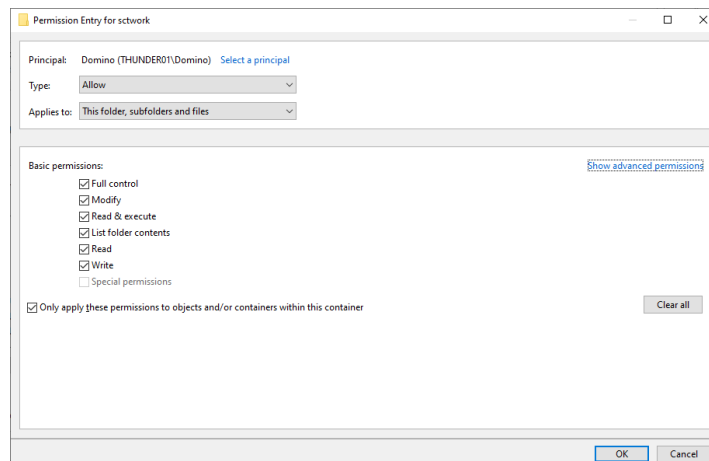 Permission Entry for sctwork
Principal: Domino (THUNDER01\Domino) Select a principal
Type: Allow
Applies to: This folder, subfolders and files
Basic permissions: Show advanced permissions
Full control
Modify
Read & execute
List folder contents
Read
Write
Special permissions
Only apply these permissions to objects and/or containers within this container Clear all
OK Cancel